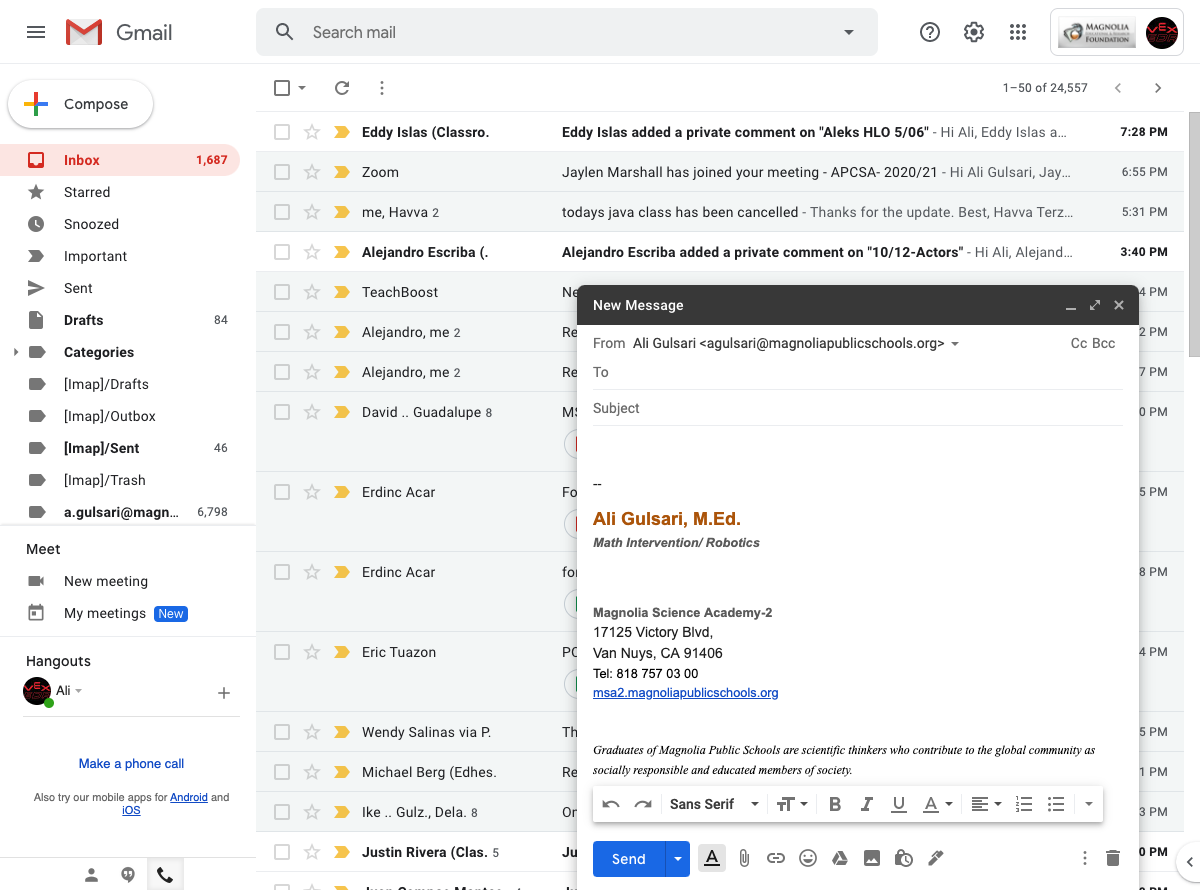 Gmail
Search mail
MAGNOLIA
FOUNDATION
Compose
1–50 of 24,557
Inbox 1,687
Starred
Snoozed
Important
Sent
Drafts 84
Categories
[Imap]/Drafts
[Imap]/Outbox
[Imap]/Sent 46
[Imap]/Trash
a.gulsari@magn... 6,798
Meet
New meeting
My meetings New
Hangouts
Ali
Make a phone call
Also try our mobile apps for Android and
iOS
Eddy Islas (Classro. Eddy Islas added a private comment on "Aleks HLO 5/06" - Hi Ali, Eddy Islas a... 7:28 PM
Zoom Jaylen Marshall has joined your meeting - APCSA- 2020/21 - Hi Ali Gulsari, Jay... 6:55 PM
me, Havva 2 todays java class has been cancelled - Thanks for the update. Best, Havva Terz... 5:31 PM
Alejandro Escriba (. Alejandro Escriba added a private comment on "10/12-Actors" - Hi Ali, Alejand... 3:40 PM
TeachBoost Ne 4 PM
Alejandro, me 2 Re 2 PM
Alejandro, me 2 Re 7 PM
David .. Guadalupe 8 MS 0 PM
Erdinc Acar Fo 5 PM
Erdinc Acar for 8 PM
Eric Tuazon PC 4 PM
Wendy Salinas via P. Th 5 PM
Michael Berg (Edhes. Re 1 PM
Ike .. Gulz., Dela. 8 On 3 PM
Justin Rivera (Clas. 5 Ju 0 PM
New Message
From Ali Gulsari <agulsari@magnoliapublicschools.org> Cc Bcc
To
Subject
--
Ali Gulsari, M.Ed.
Math Intervention/ Robotics
Magnolia Science Academy-2
17125 Victory Blvd,
Van Nuys, CA 91406
Tel: 818 757 03 00
msa2.magnoliapublicschools.org
Graduates of Magnolia Public Schools are scientific thinkers who contribute to the global community as
socially responsible and educated members of society.
Sans Serif B I U A
Send A